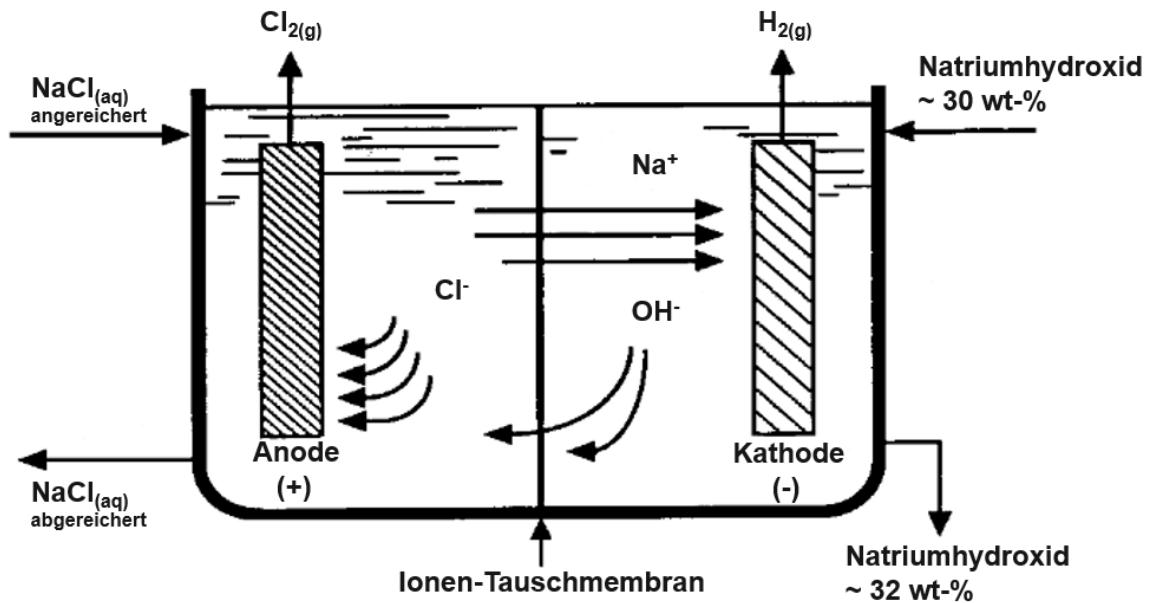 Cl₂(g)
H₂(g)
NaCl(aq)
angereichert
Natriumhydroxid
~ 30 wt-%
Na⁺
Cl⁻
OH⁻
Anode
(+)
Kathode
(-)
NaCl(aq)
abgereichert
Ionen-Tauschmembran
Natriumhydroxid
~ 32 wt-%